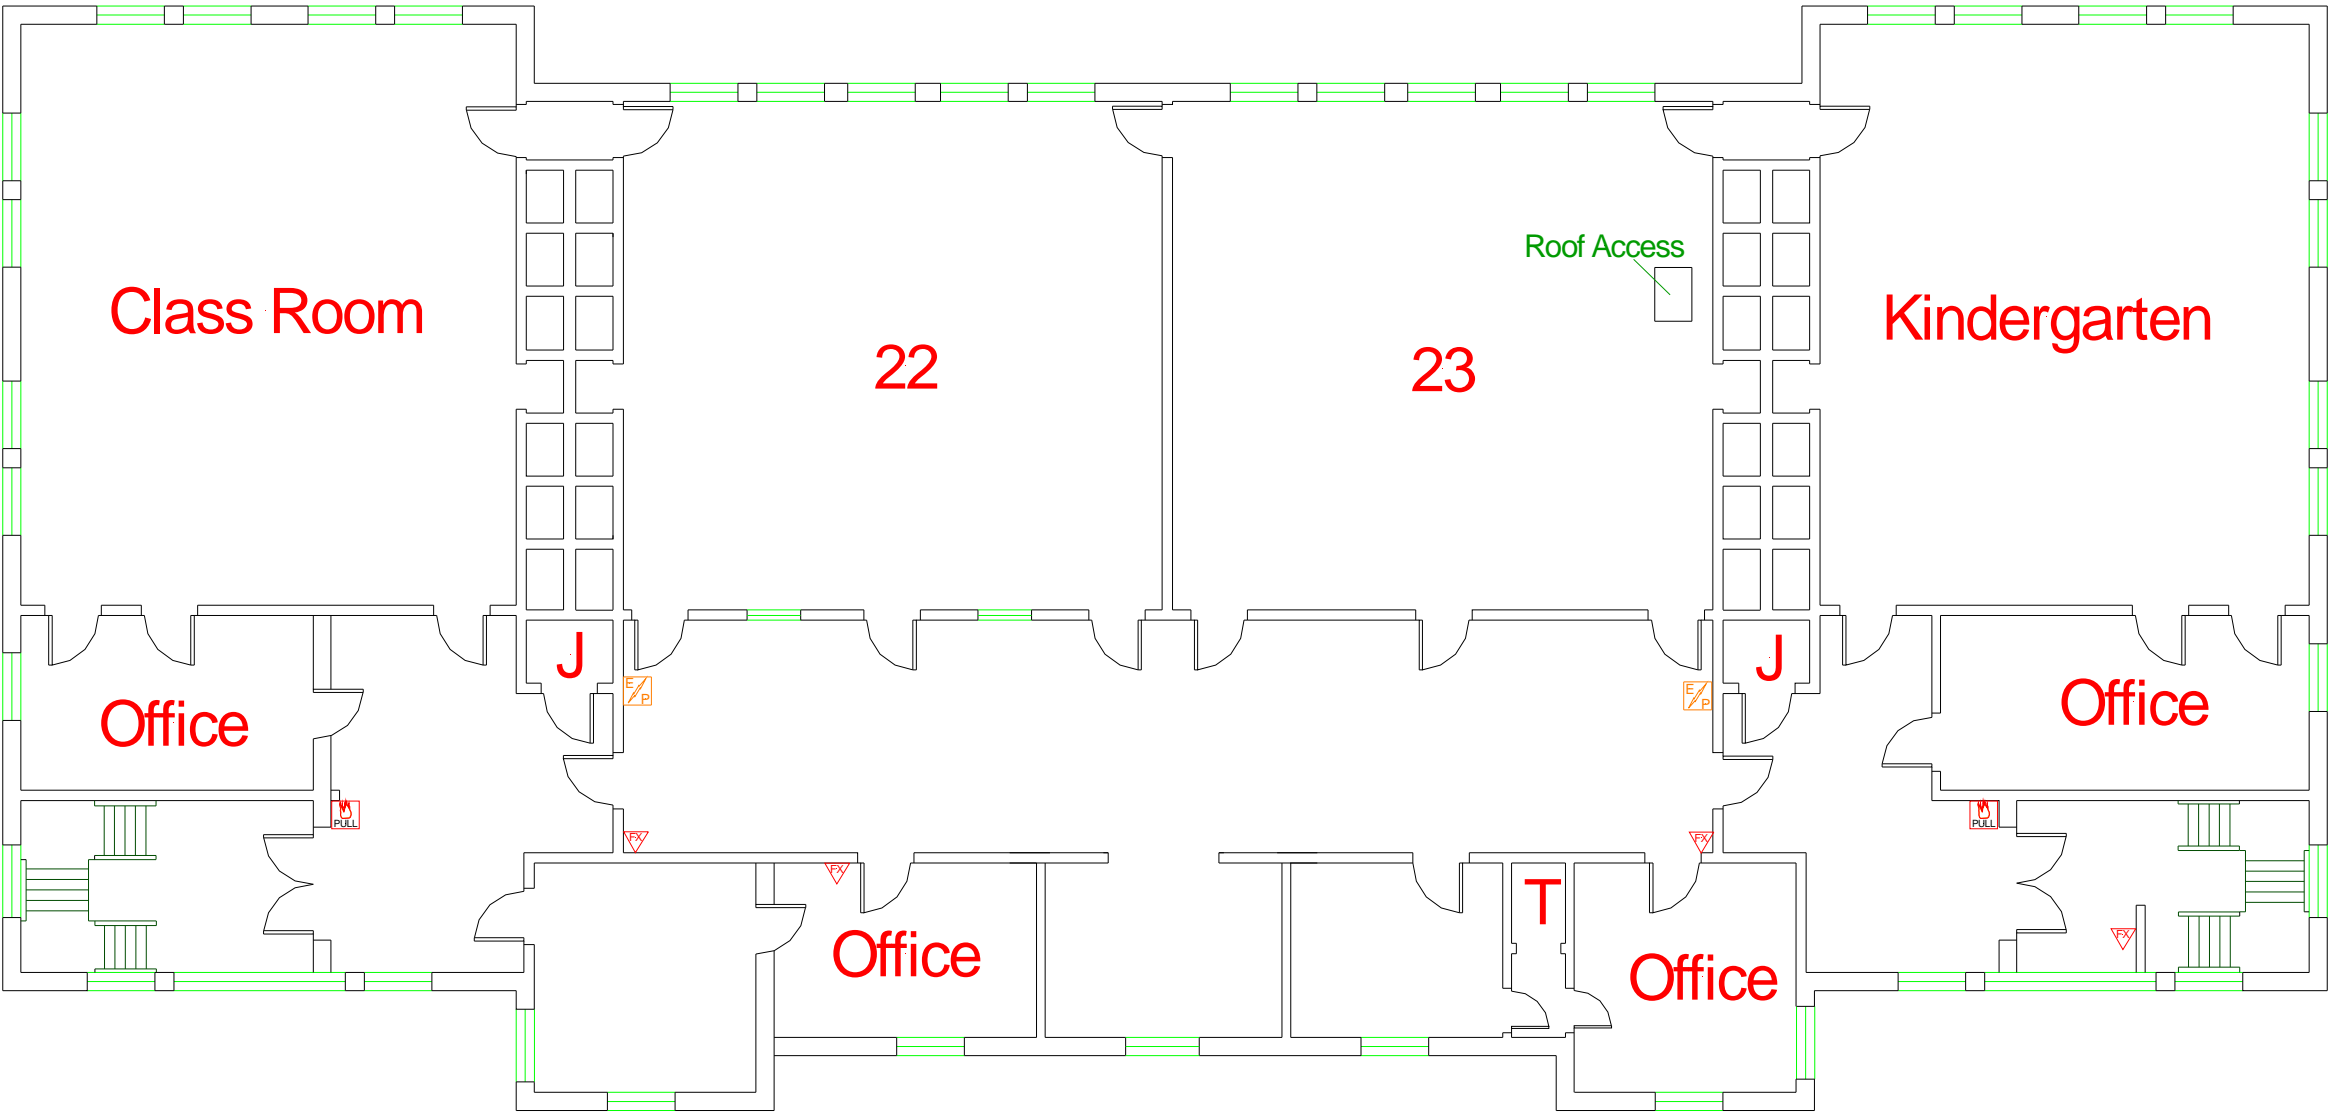 Roof Access
Class Room
Kindergarten
22
23
J
J
E
P
E
P
Office
Office
PULL
PULL
FX
FX
FX
T
FX
Office
Office